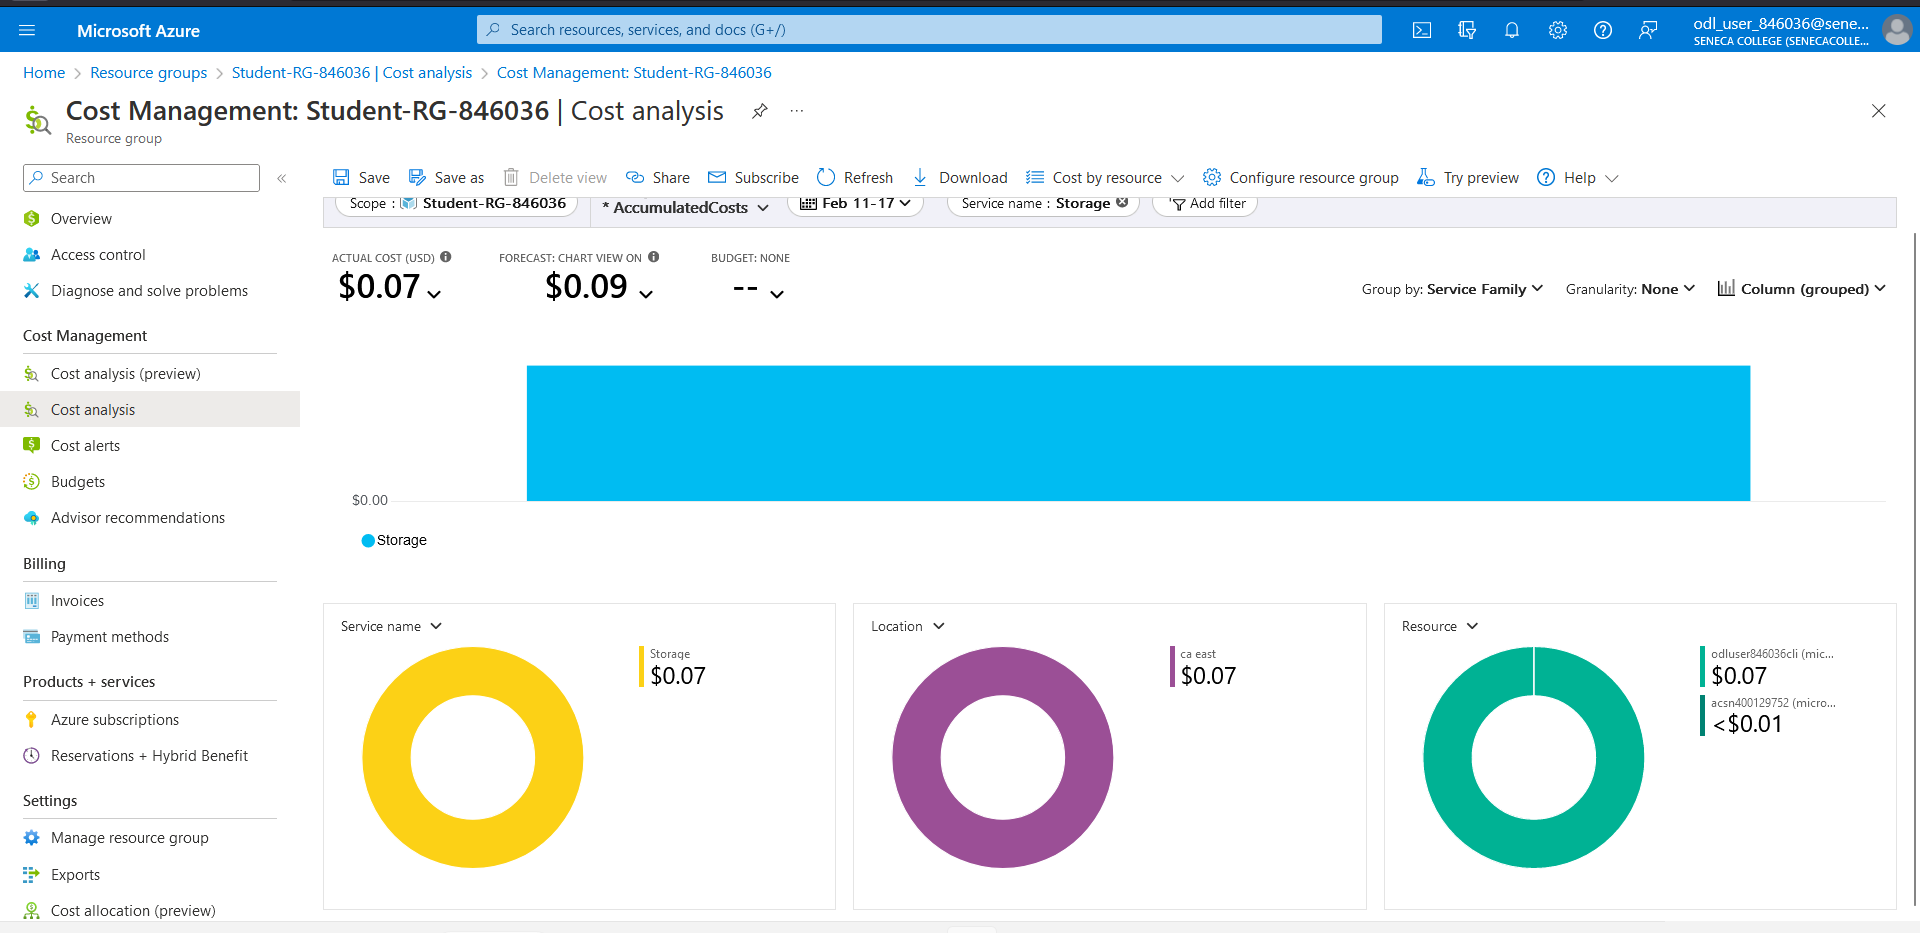 Microsoft Azure
Search resources, services, and docs (G+/)
odl_user_846036@sene...
SENECA COLLEGE (SENECACOLLE...
Home > Resource groups > Student-RG-846036 | Cost analysis > Cost Management: Student-RG-846036
Cost Management: Student-RG-846036 | Cost analysis
...
Resource group
Search
«
Save
Save as
Delete view
Share
Subscribe
Refresh
Download
Cost by resource
Configure resource group
Try preview
Help
Overview
Access control
Diagnose and solve problems
Cost Management
Cost analysis (preview)
Cost analysis
Cost alerts
Budgets
Advisor recommendations
Billing
Invoices
Payment methods
Products + services
Azure subscriptions
Reservations + Hybrid Benefit
Settings
Manage resource group
Exports
Cost allocation (preview)
Scope : Student-RG-846036
* AccumulatedCosts
Feb 11-17
Service name : Storage
Add filter
ACTUAL COST (USD)
$0.07
FORECAST: CHART VIEW ON
$0.09
BUDGET: NONE
--
Group by: Service Family
Granularity: None
Column (grouped)
$0.00
Storage
Service name
Storage
$0.07
Location
ca east
$0.07
Resource
odluser846036cli (mic...
$0.07
acsn400129752 (micro...
<$0.01